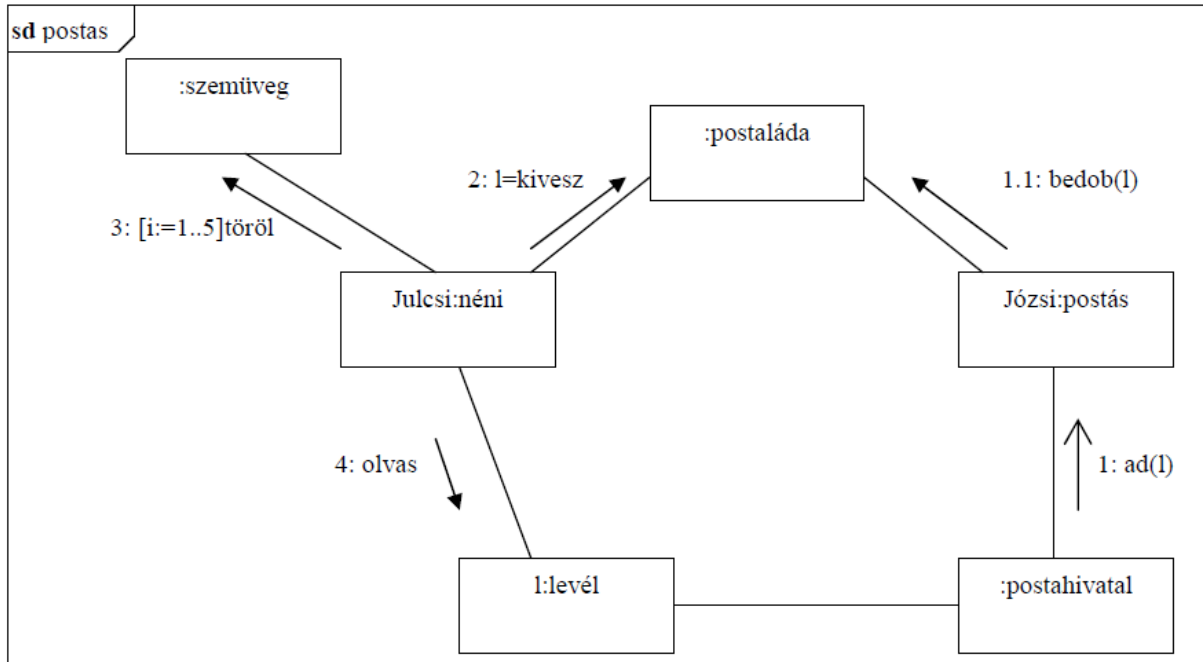 sd postas
:szemüveg
:postaláda
2: l=kivesz
1.1: bedob(l)
3: [i:=1..5]töröl
Julcsi:néni
Józsi:postás
4: olvas
1: ad(l)
l:levél
:postahivatal